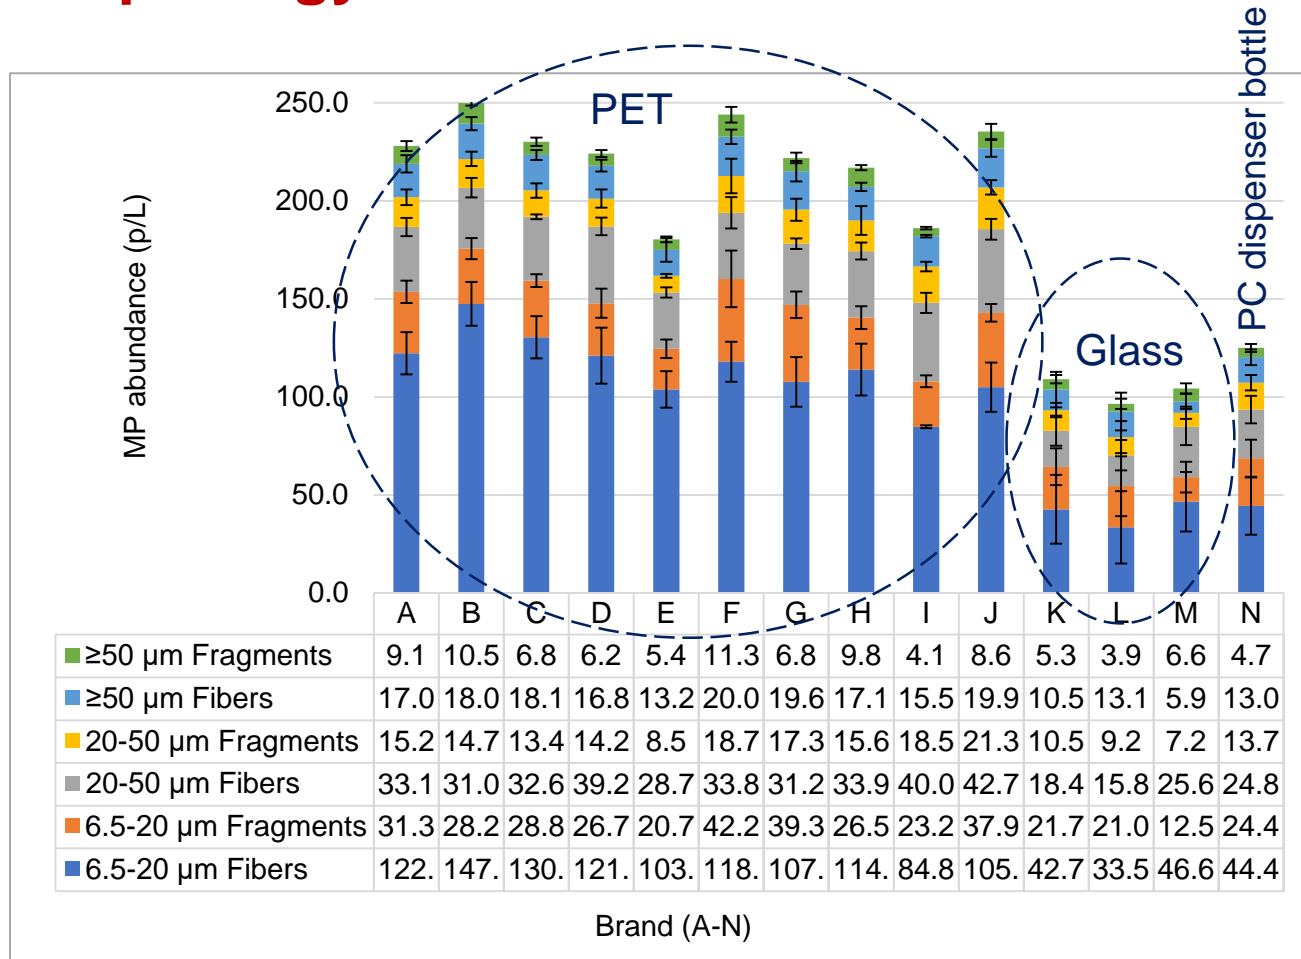 PC dispenser bottle
PET
Glass
MP abundance (p/L)
250.0
200.0
150.0
100.0
50.0
0.0
A B C D E F G H I J K L M N
≥50 µm Fragments 9.1 10.5 6.8 6.2 5.4 11.3 6.8 9.8 4.1 8.6 5.3 3.9 6.6 4.7
≥50 µm Fibers 17.0 18.0 18.1 16.8 13.2 20.0 19.6 17.1 15.5 19.9 10.5 13.1 5.9 13.0
20-50 µm Fragments 15.2 14.7 13.4 14.2 8.5 18.7 17.3 15.6 18.5 21.3 10.5 9.2 7.2 13.7
20-50 µm Fibers 33.1 31.0 32.6 39.2 28.7 33.8 31.2 33.9 40.0 42.7 18.4 15.8 25.6 24.8
6.5-20 µm Fragments 31.3 28.2 28.8 26.7 20.7 42.2 39.3 26.5 23.2 37.9 21.7 21.0 12.5 24.4
6.5-20 µm Fibers 122. 147. 130. 121. 103. 118. 107. 114. 84.8 105. 42.7 33.5 46.6 44.4
Brand (A-N)